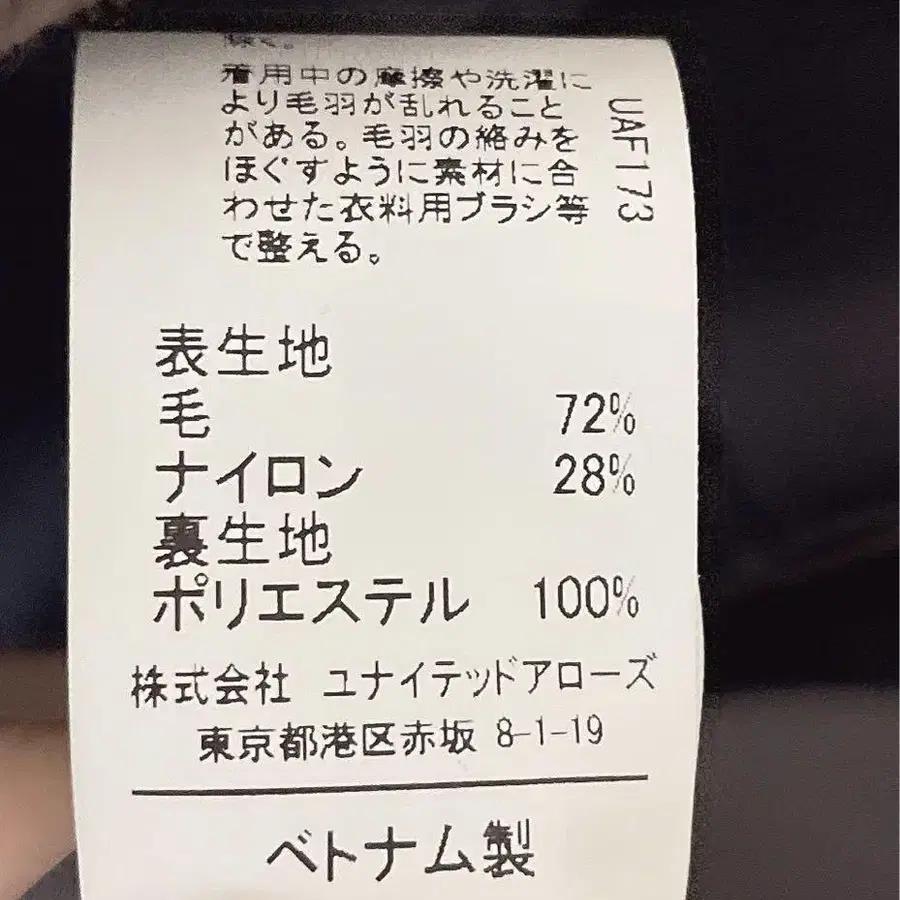 除く。
着用中の摩擦や洗濯に
より毛羽が乱れること
がある。毛羽の絡みを
ほぐすように素材に合
わせた衣料用ブラシ等
で整える。
UAF173
表生地
毛 72%
ナイロン 28%
裏生地
ポリエステル 100%
株式会社 ユナイテッドアローズ
東京都港区赤坂 8-1-19
ベトナム製